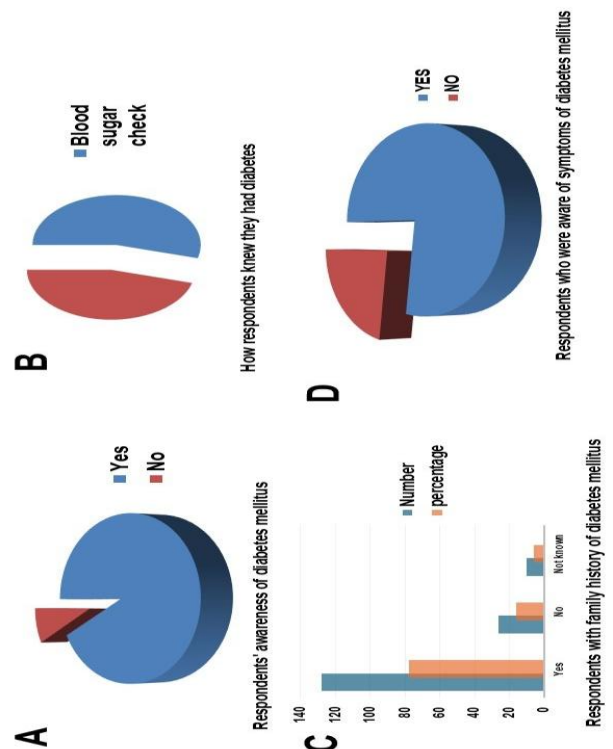 A
Yes
No
Respondents' awareness of diabetes mellitus
B
Blood
sugar
check
How respondents knew they had diabetes
C
140
120
100
80
60
40
20
0
Yes
No
Not known
Number
percentage
Respondents with family history of diabetes mellitus
D
YES
NO
Respondents who were aware of symptoms of diabetes mellitus